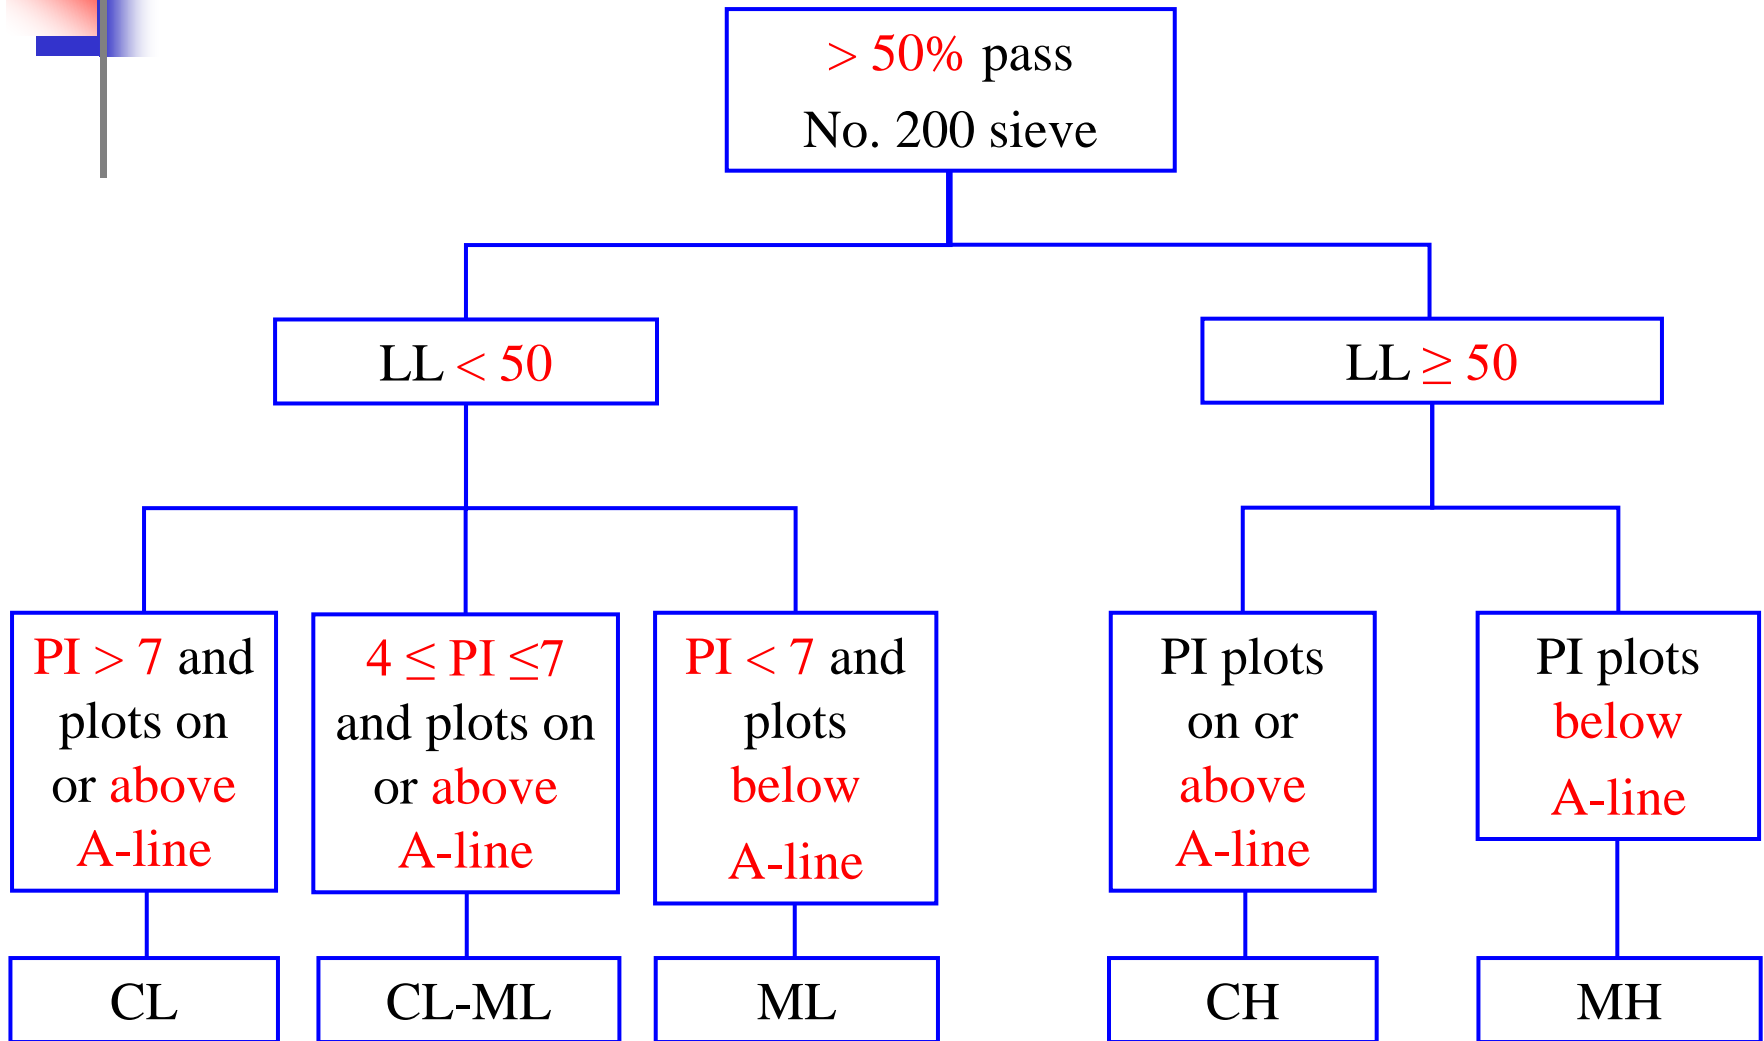 > 50% pass
No. 200 sieve
LL < 50
LL ≥ 50
PI > 7 and
plots on
or above
A-line
4 ≤ PI ≤7
and plots on
or above
A-line
PI < 7 and
plots
below
A-line
PI plots
on or
above
A-line
PI plots
below
A-line
CL
CL-ML
ML
CH
MH